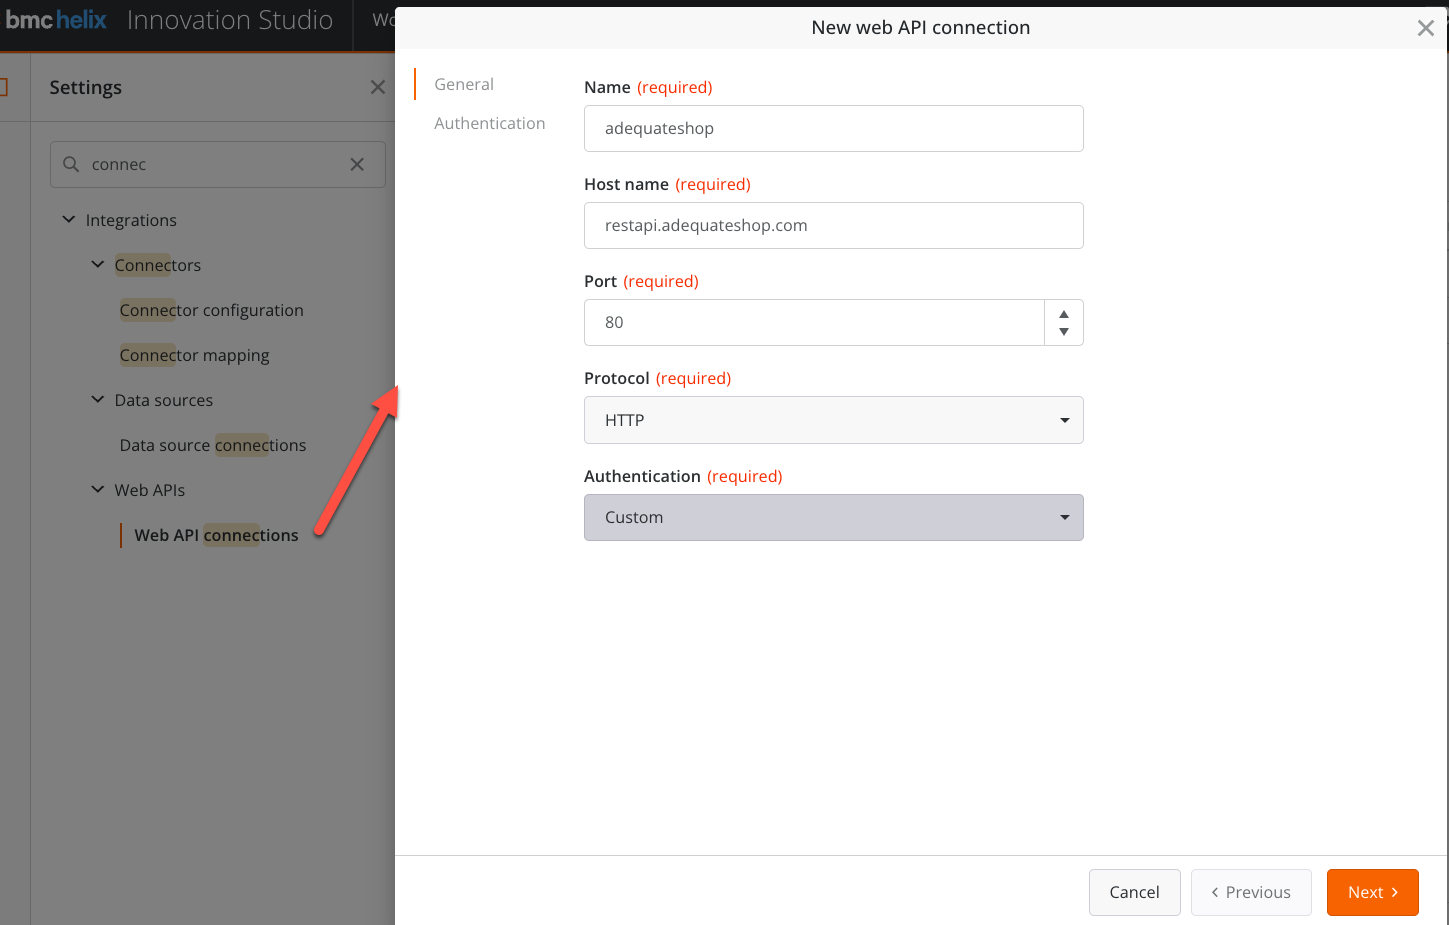 bmc helix Innovation Studio
Settings
connec
Integrations
Connectors
Connector configuration
Connector mapping
Data sources
Data source connections
Web APIs
Web API connections
New web API connection
General
Authentication
Name (required)
adequateshop
Host name (required)
restapi.adequateshop.com
Port (required)
80
Protocol (required)
HTTP
Authentication (required)
Custom
Cancel
Previous
Next